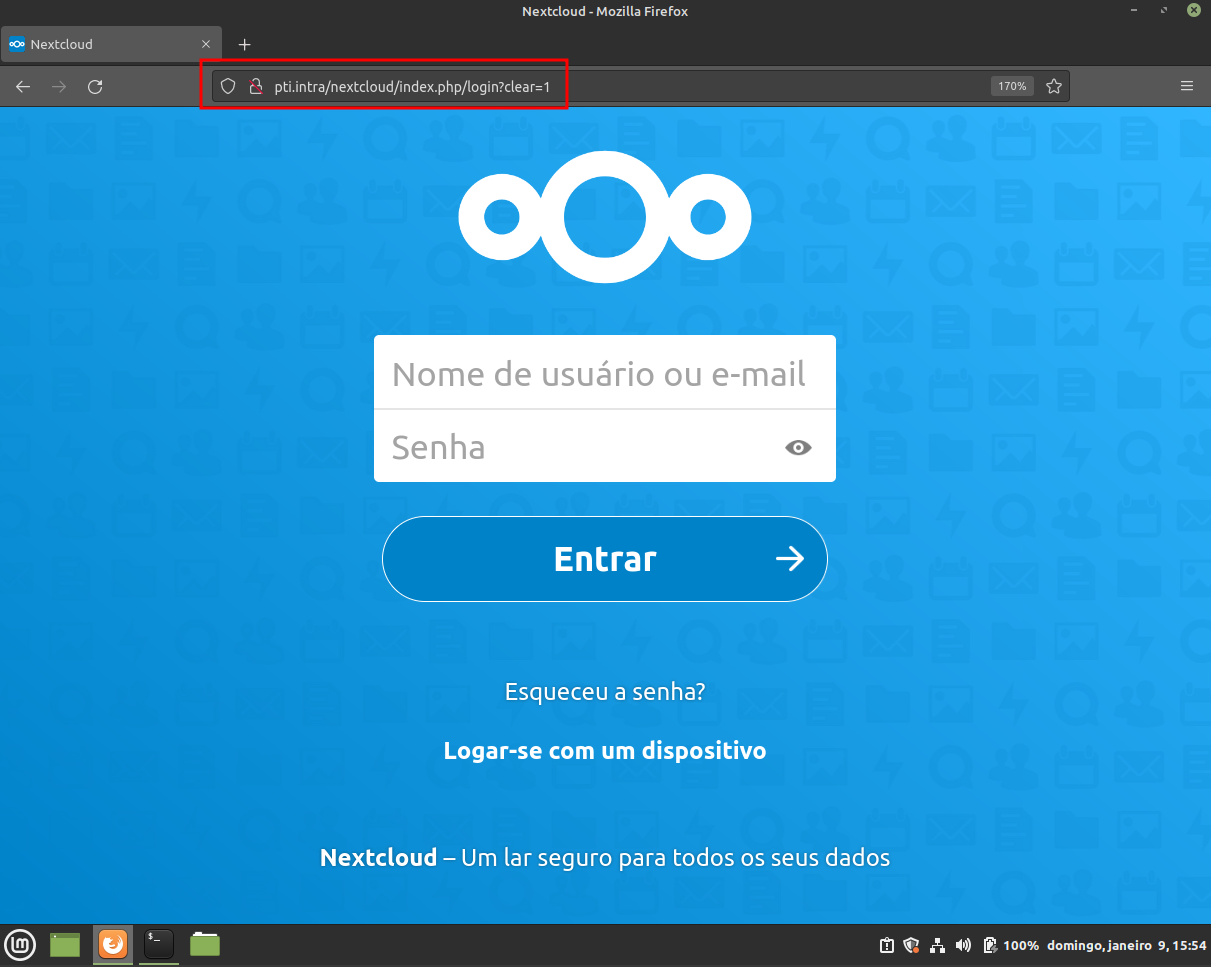 Nextcloud - Mozilla Firefox
Nextcloud
pti.intra/nextcloud/index.php/login?clear=1
170%
Nome de usuário ou e-mail
Senha
Entrar
Esqueceu a senha?
Logar-se com um dispositivo
Nextcloud – Um lar seguro para todos os seus dados
$_
100% domingo, janeiro 9, 15:54